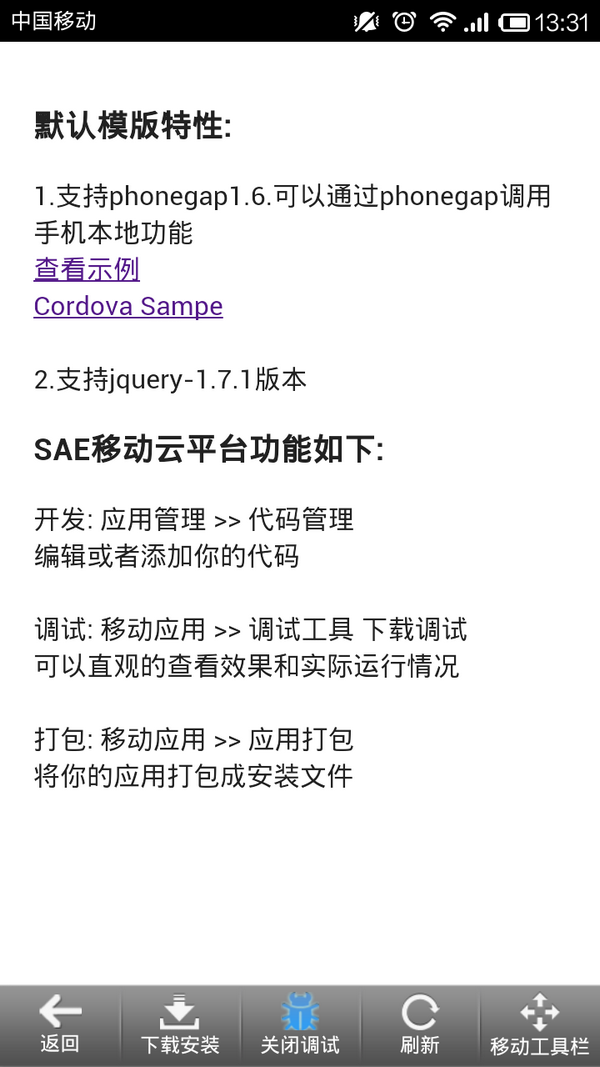 中国移动 13:31
默认模版特性:
1.支持phonegap1.6.可以通过phonegap调用
手机本地功能
查看示例
Cordova Sampe
2.支持jquery-1.7.1版本
SAE移动云平台功能如下:
开发: 应用管理 >> 代码管理
编辑或者添加你的代码
调试: 移动应用 >> 调试工具 下载调试
可以直观的查看效果和实际运行情况
打包: 移动应用 >> 应用打包
将你的应用打包成安装文件
返回 下载安装 关闭调试 刷新 移动工具栏